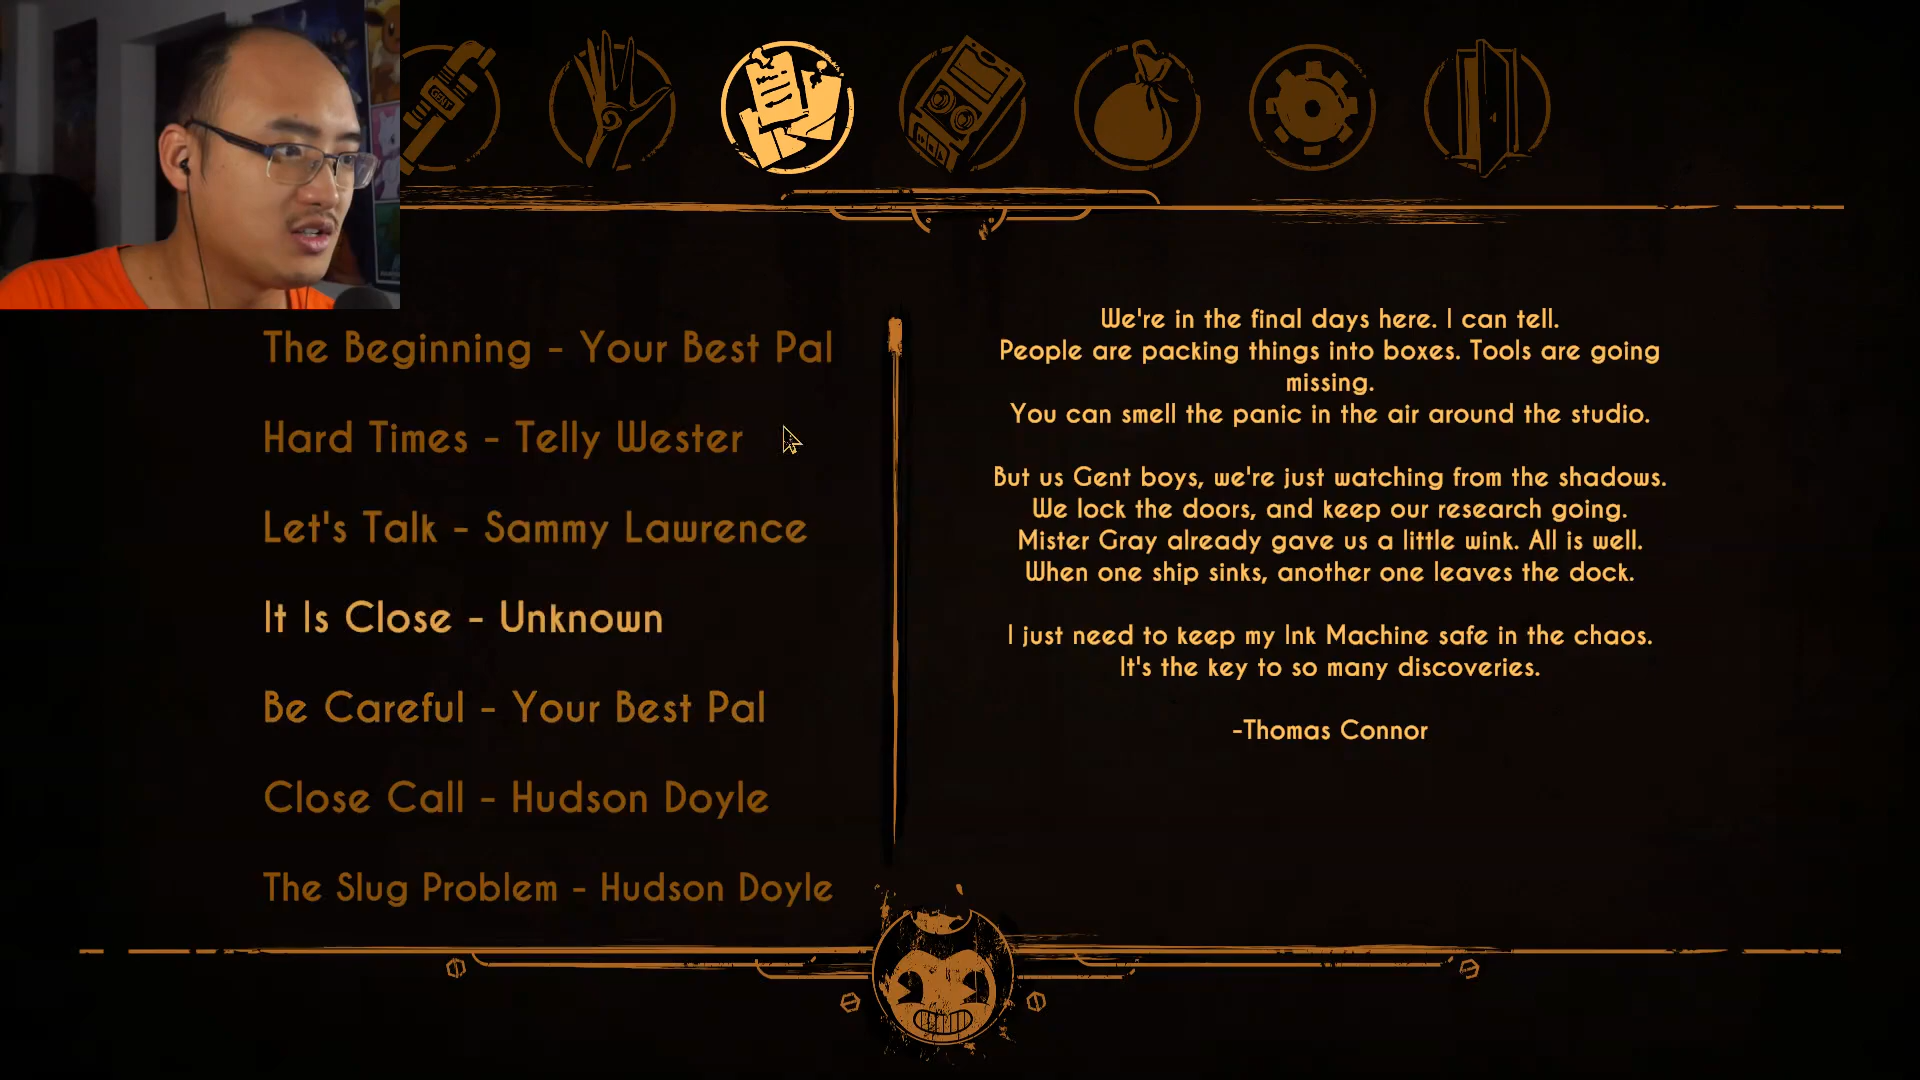 GENT
The Beginning - Your Best Pal
Hard Times - Telly Wester
Let's Talk - Sammy Lawrence
It Is Close - Unknown
Be Careful - Your Best Pal
Close Call - Hudson Doyle
The Slug Problem - Hudson Doyle
We're in the final days here. I can tell.
People are packing things into boxes. Tools are going
missing.
You can smell the panic in the air around the studio.
But us Gent boys, we're just watching from the shadows.
We lock the doors, and keep our research going.
Mister Gray already gave us a little wink. All is well.
When one ship sinks, another one leaves the dock.
I just need to keep my Ink Machine safe in the chaos.
It's the key to so many discoveries.
-Thomas Connor